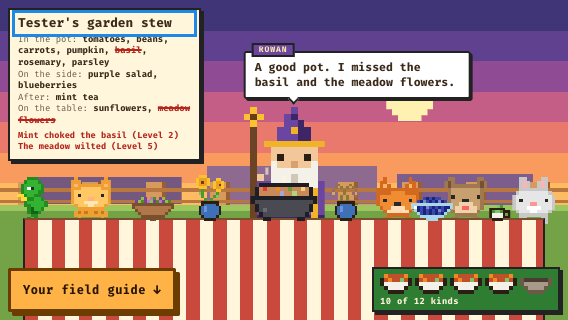 Tester's garden stew
In the pot: tomatoes, beans,
carrots, pumpkin, basil,
rosemary, parsley
On the side: purple salad,
blueberries
After: mint tea
On the table: sunflowers, meadow
flowers
Mint choked the basil (Level 2)
The meadow wilted (Level 5)
ROWAN
A good pot. I missed the
basil and the meadow flowers.
Your field guide ↓
10 of 12 kinds